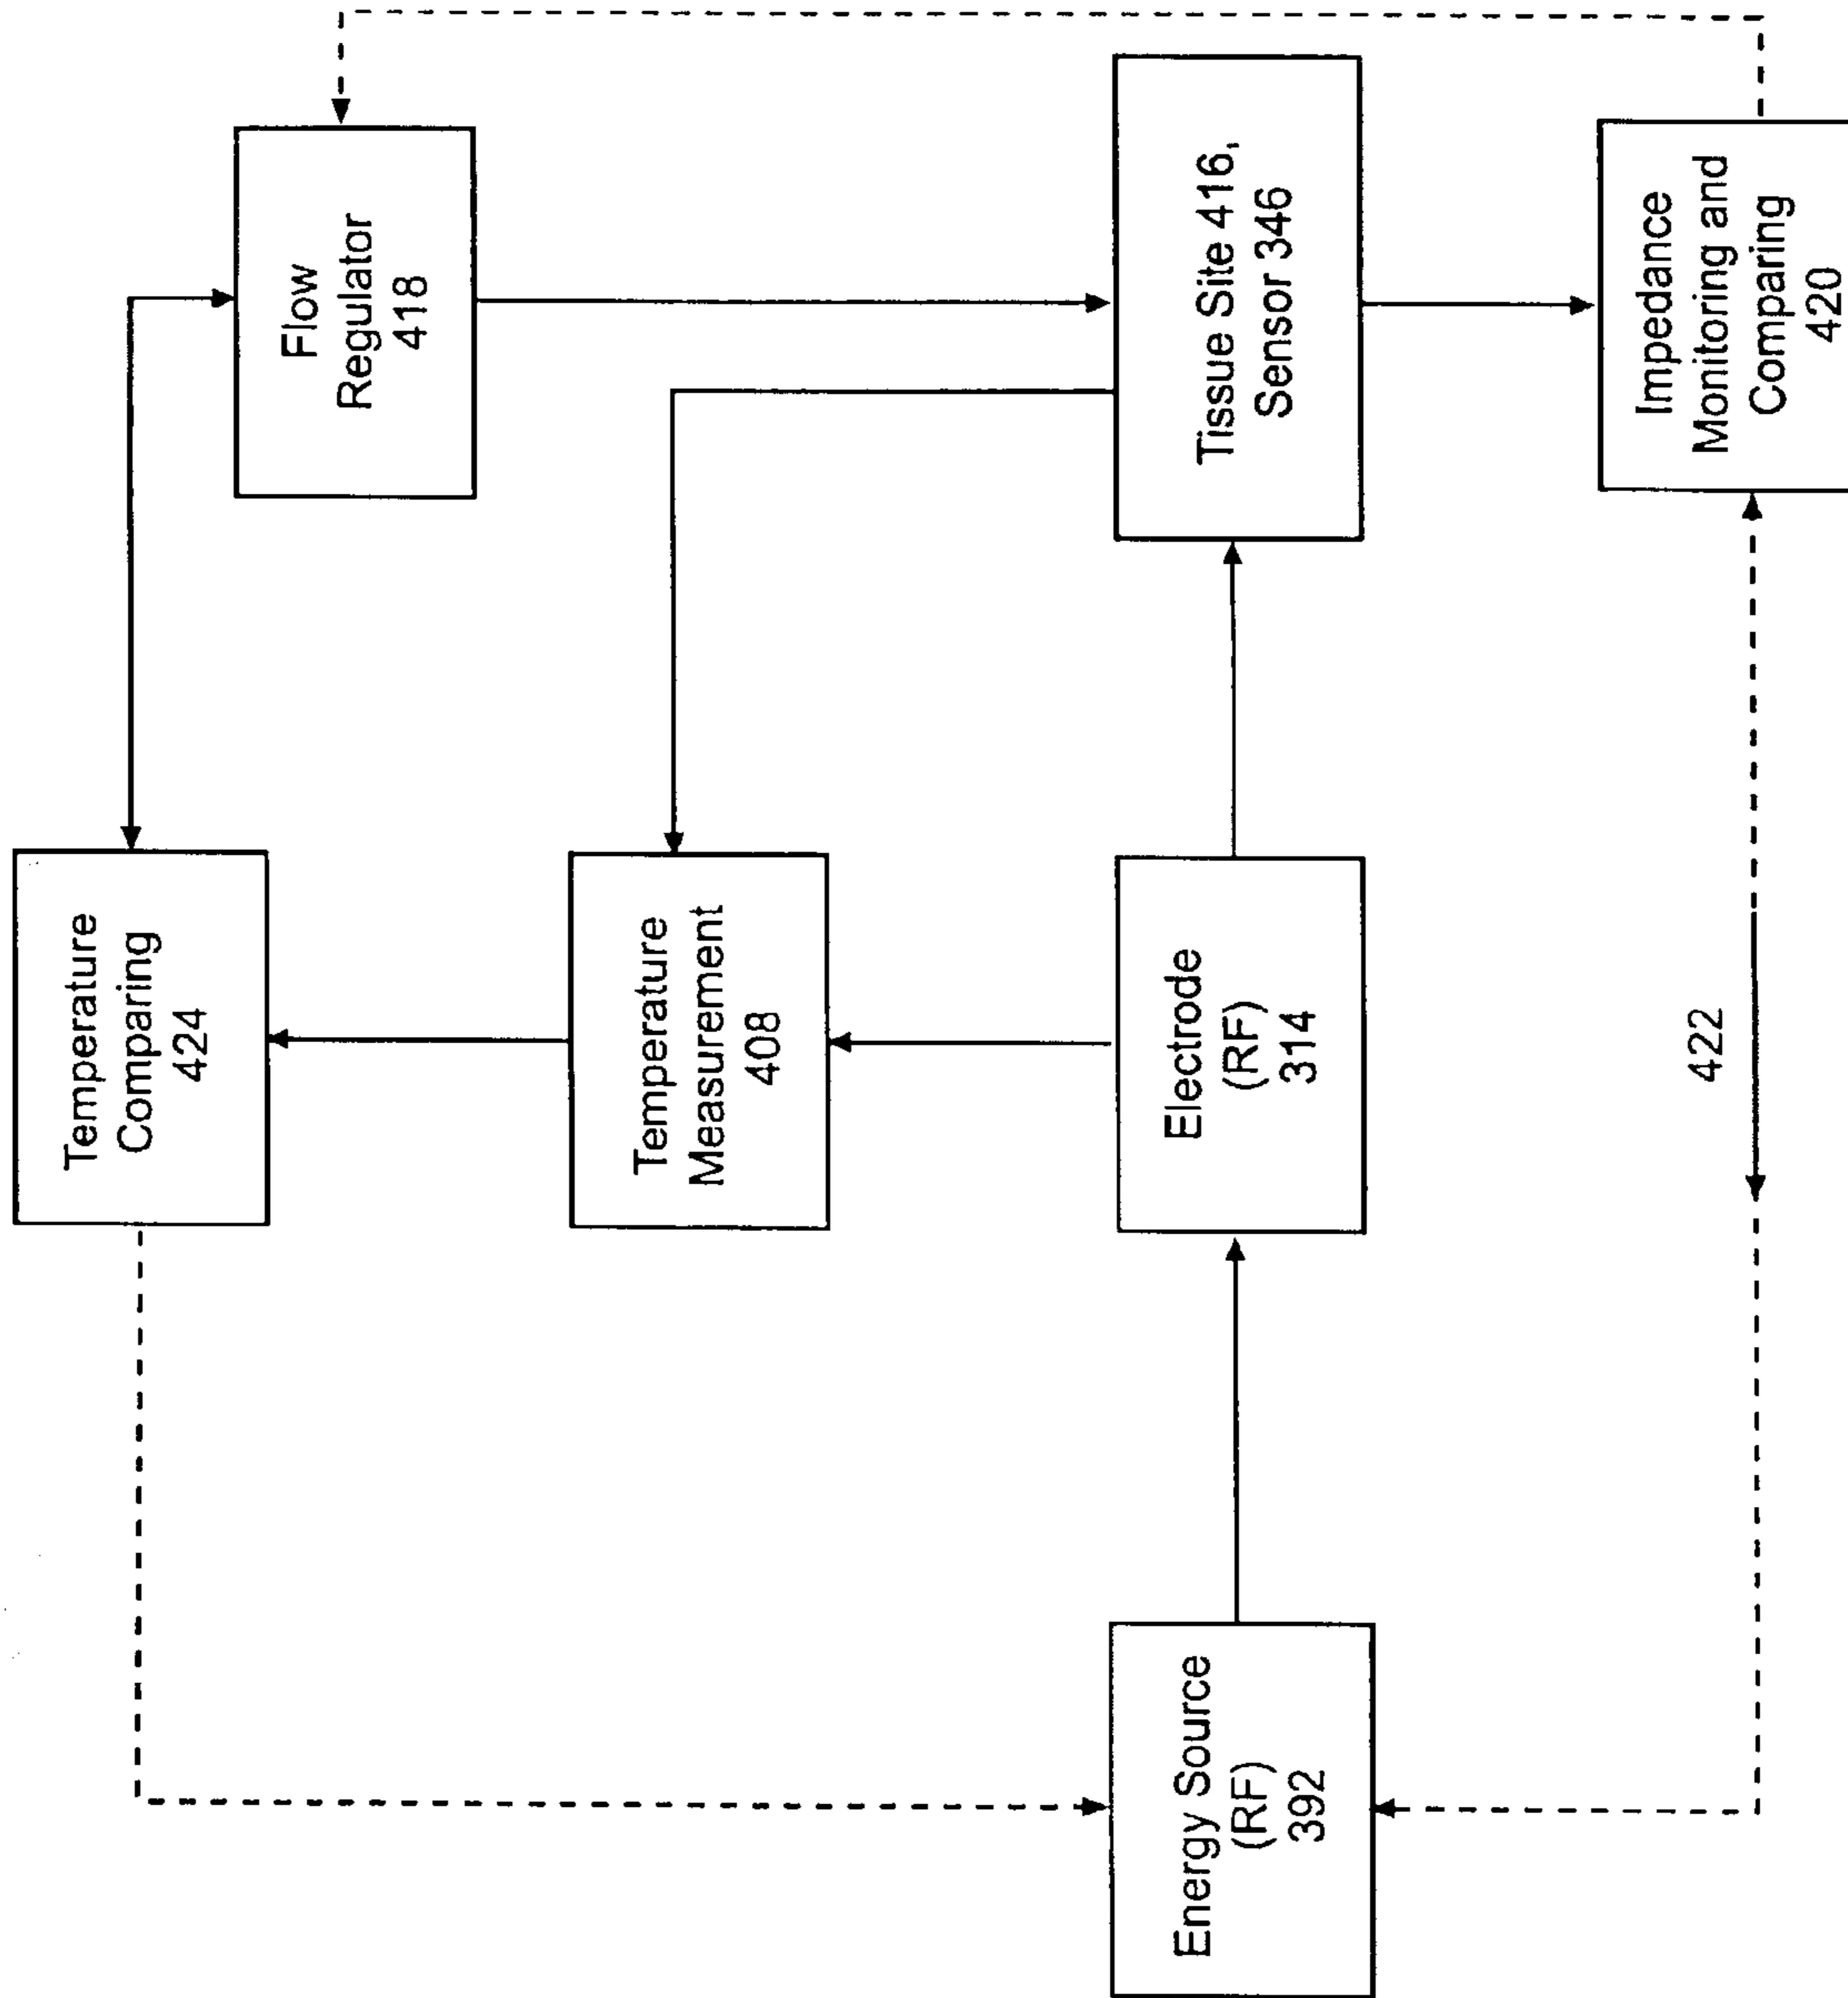 Temperature
Comparing
424
Flow
Regulator
418
Temperature
Measurement
408
Energy Source
(RF)
392
Electrode
(RF)
314
Tissue Site 416,
Sensor 346
422
Impedance
Monitoring and
Comparing
420